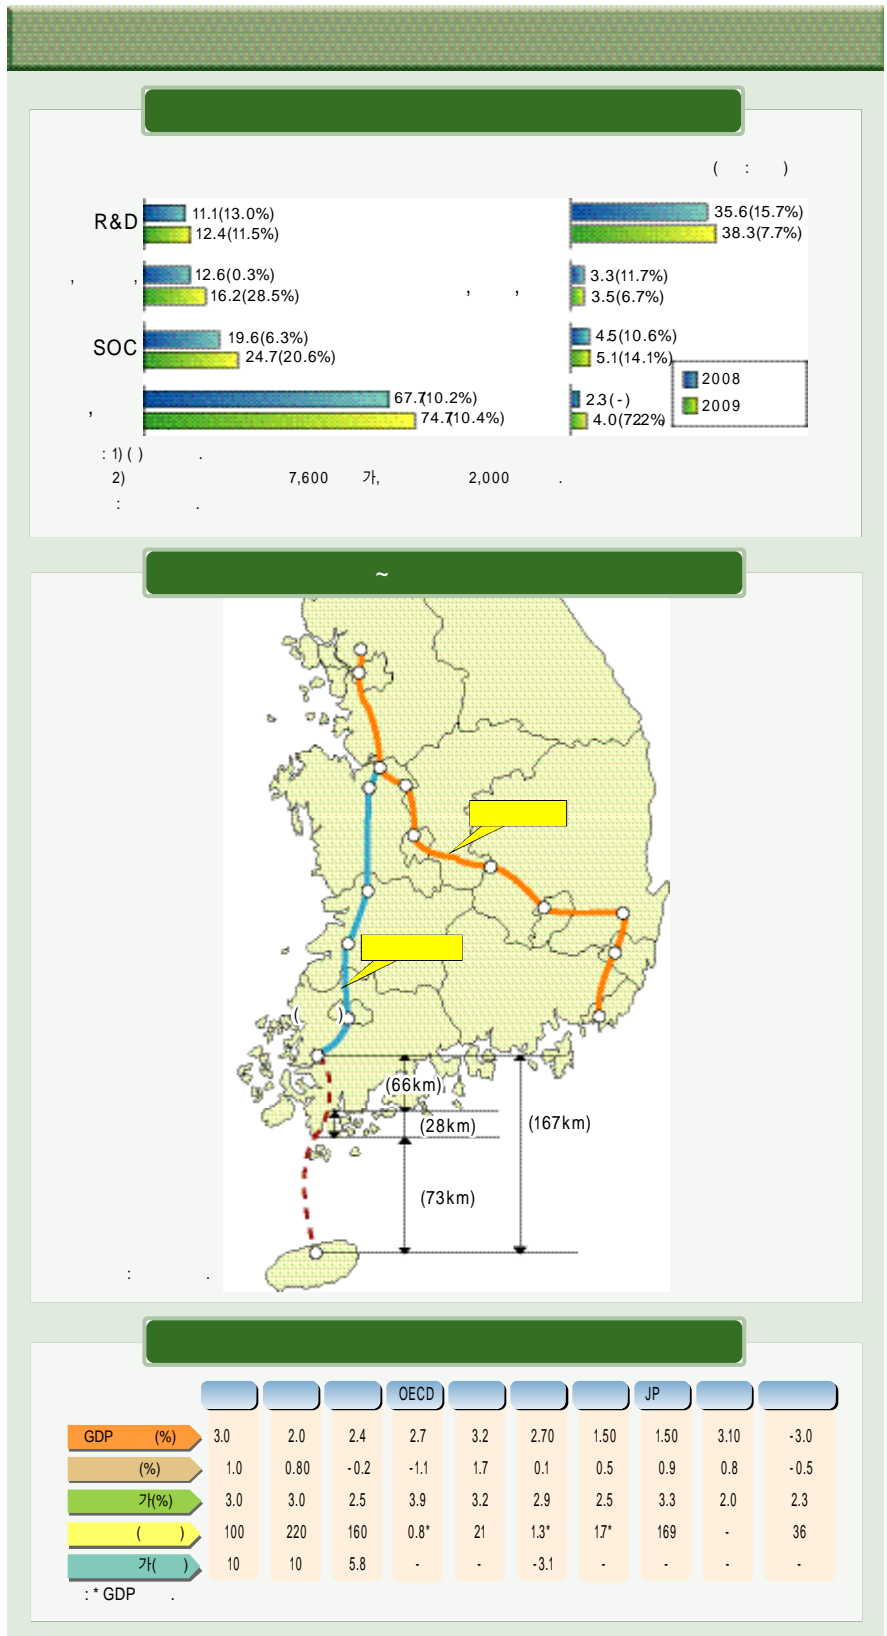 ( : )
R&D
11.1(13.0%)
12.4(11.5%)
35.6(15.7%)
38.3(7.7%)
, ,
12.6(0.3%)
16.2(28.5%)
, ,
3.3(11.7%)
3.5(6.7%)
SOC
19.6(6.3%)
24.7(20.6%)
4.5(10.6%)
5.1(14.1%)
,
67.7(10.2%)
74.7(10.4%)
2.3(-)
4.0(72.2%)
2008
2009
: 1) ( ) .
2) 7,600 가, 2,000 .
: .
~
( )
(66km)
(28km)
(167km)
(73km)
: .
OECD JP
GDP (%) 3.0 2.0 2.4 2.7 3.2 2.70 1.50 1.50 3.10 -3.0
(%) 1.0 0.80 -0.2 -1.1 1.7 0.1 0.5 0.9 0.8 -0.5
가(%) 3.0 3.0 2.5 3.9 3.2 2.9 2.5 3.3 2.0 2.3
( ) 100 220 160 0.8* 21 1.3* 1.7* 169 - 36
가( ) 10 10 5.8 - - -3.1 - - - -
: * GDP .